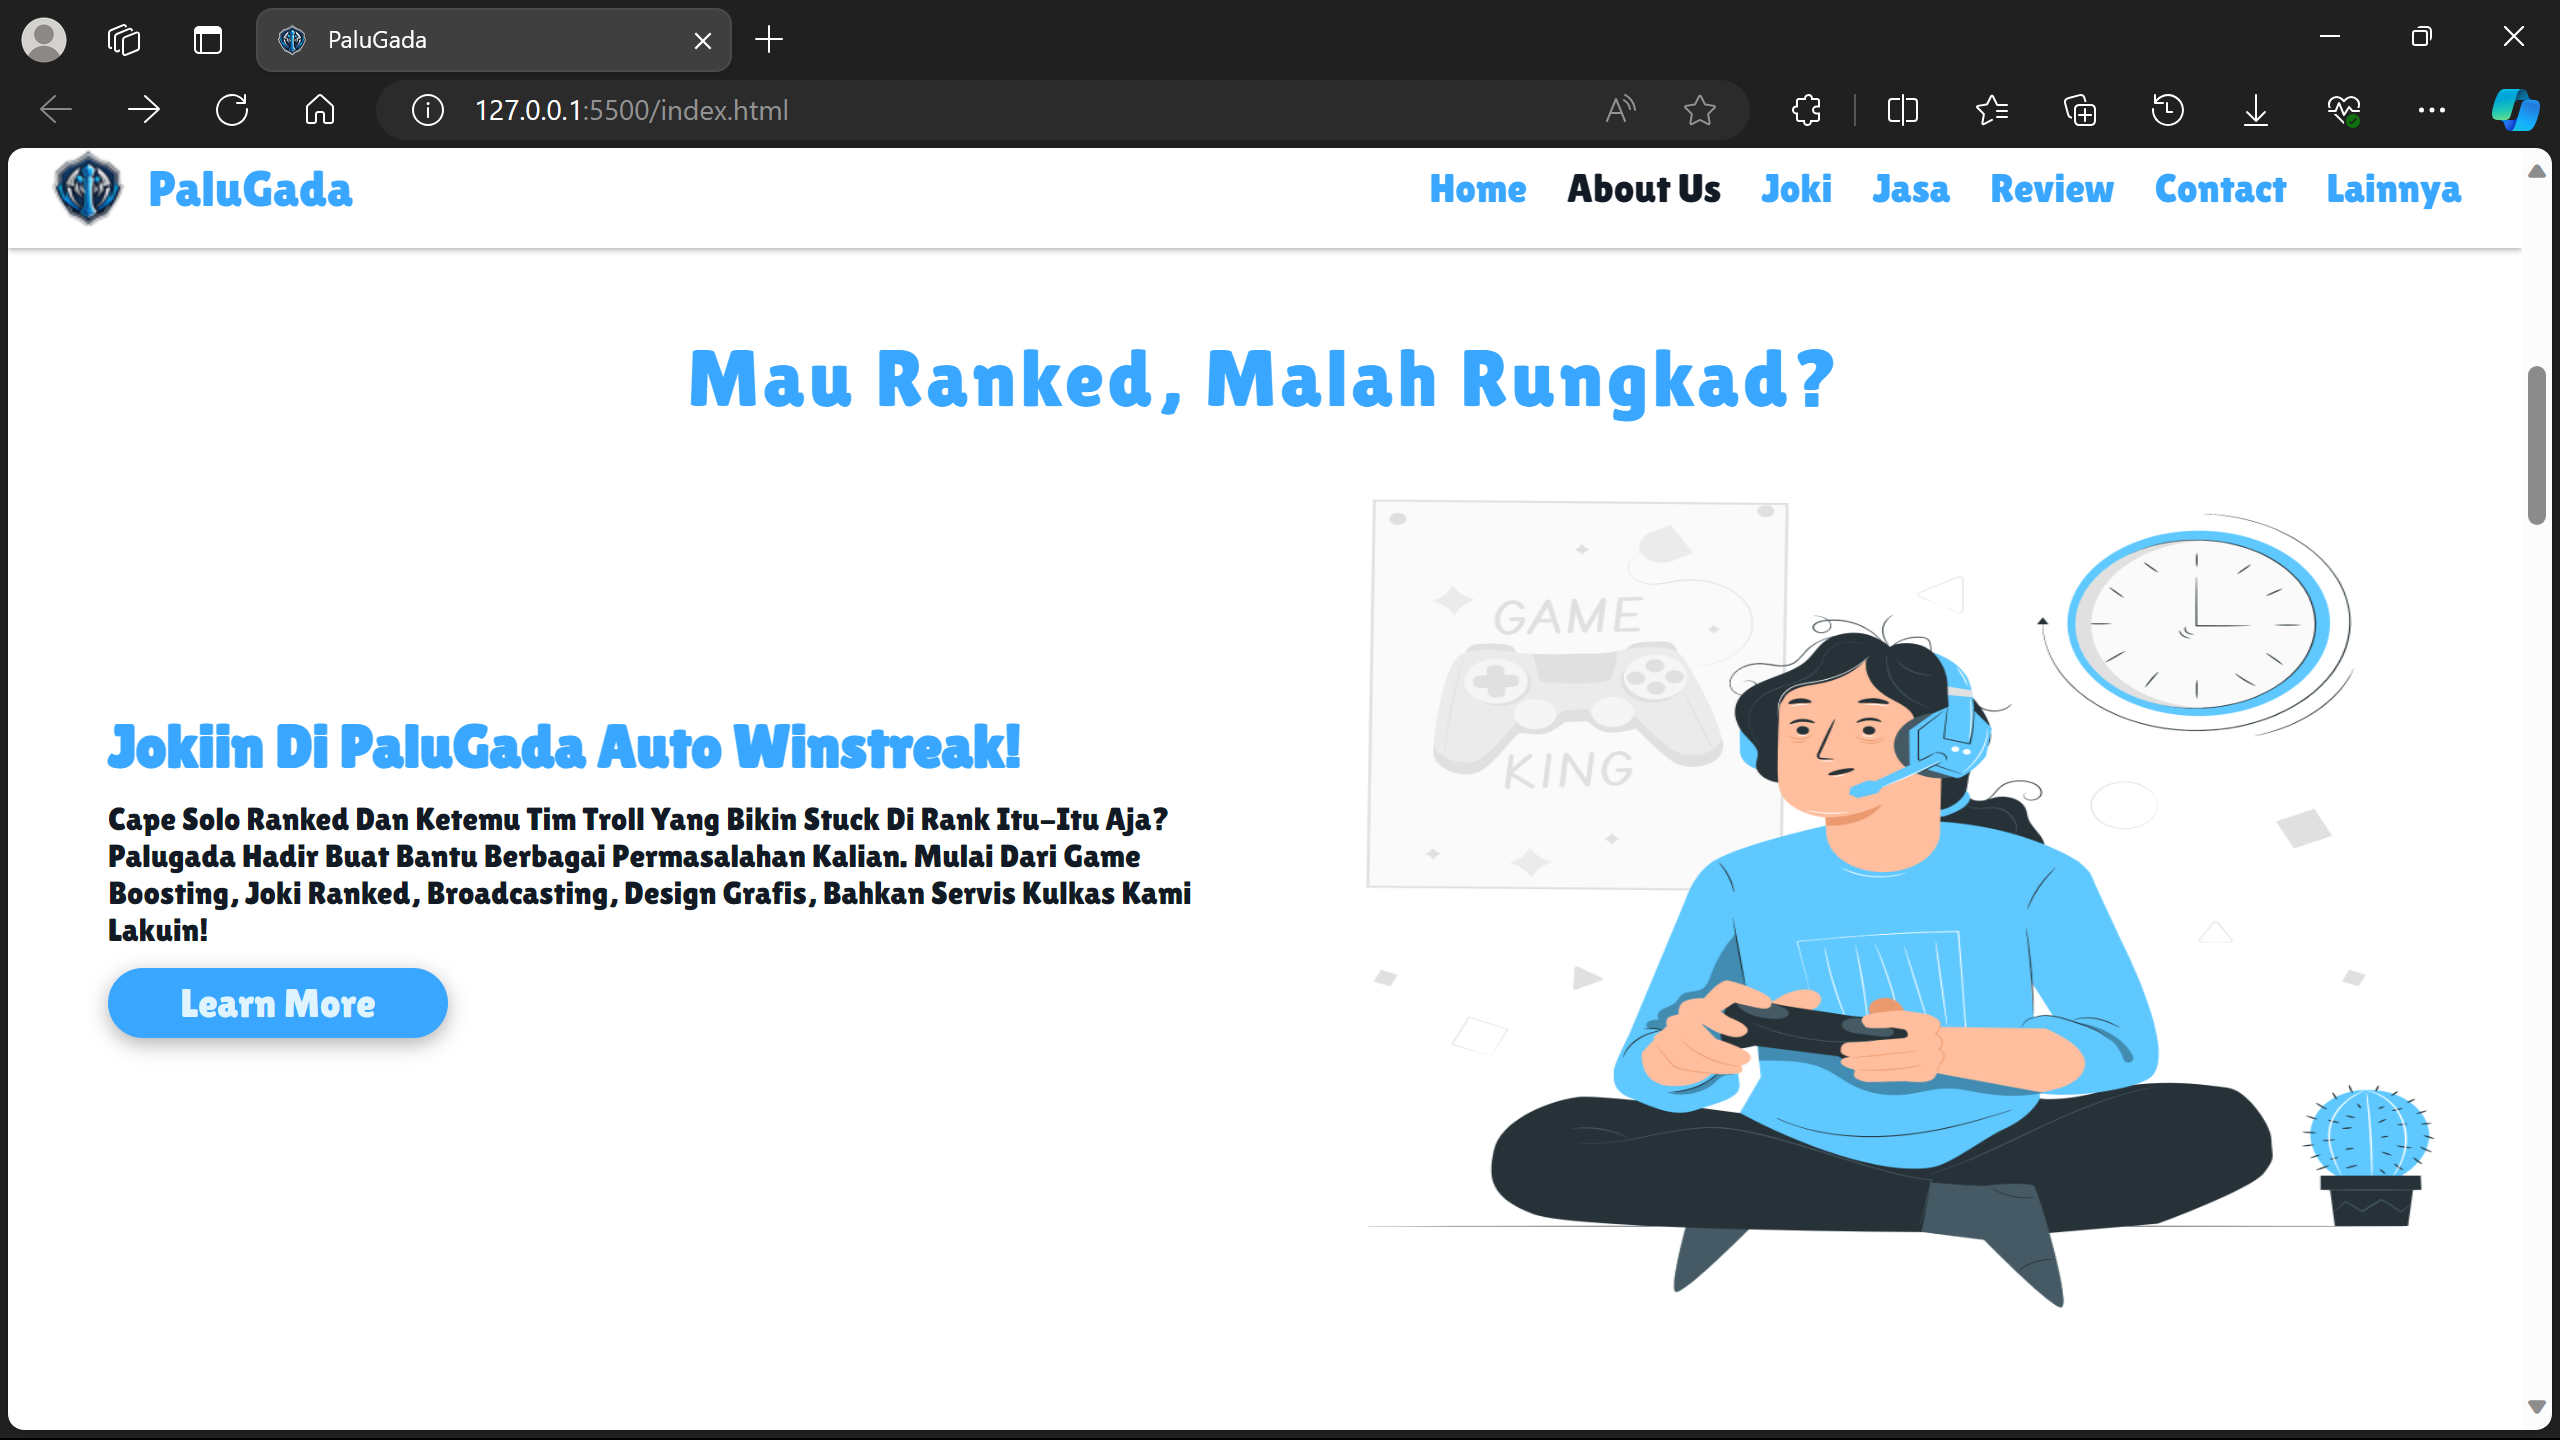 PaluGada
127.0.0.1:5500/index.html
PaluGada
Home About Us Joki Jasa Review Contact Lainnya
Mau Ranked, Malah Rungkad?
GAME
KING
Jokiin Di PaluGada Auto Winstreak!
Cape Solo Ranked Dan Ketemu Tim Troll Yang Bikin Stuck Di Rank Itu-Itu Aja?
Palugada Hadir Buat Bantu Berbagai Permasalahan Kalian. Mulai Dari Game
Boosting, Joki Ranked, Broadcasting, Design Grafis, Bahkan Servis Kulkas Kami
Lakuin!
Learn More